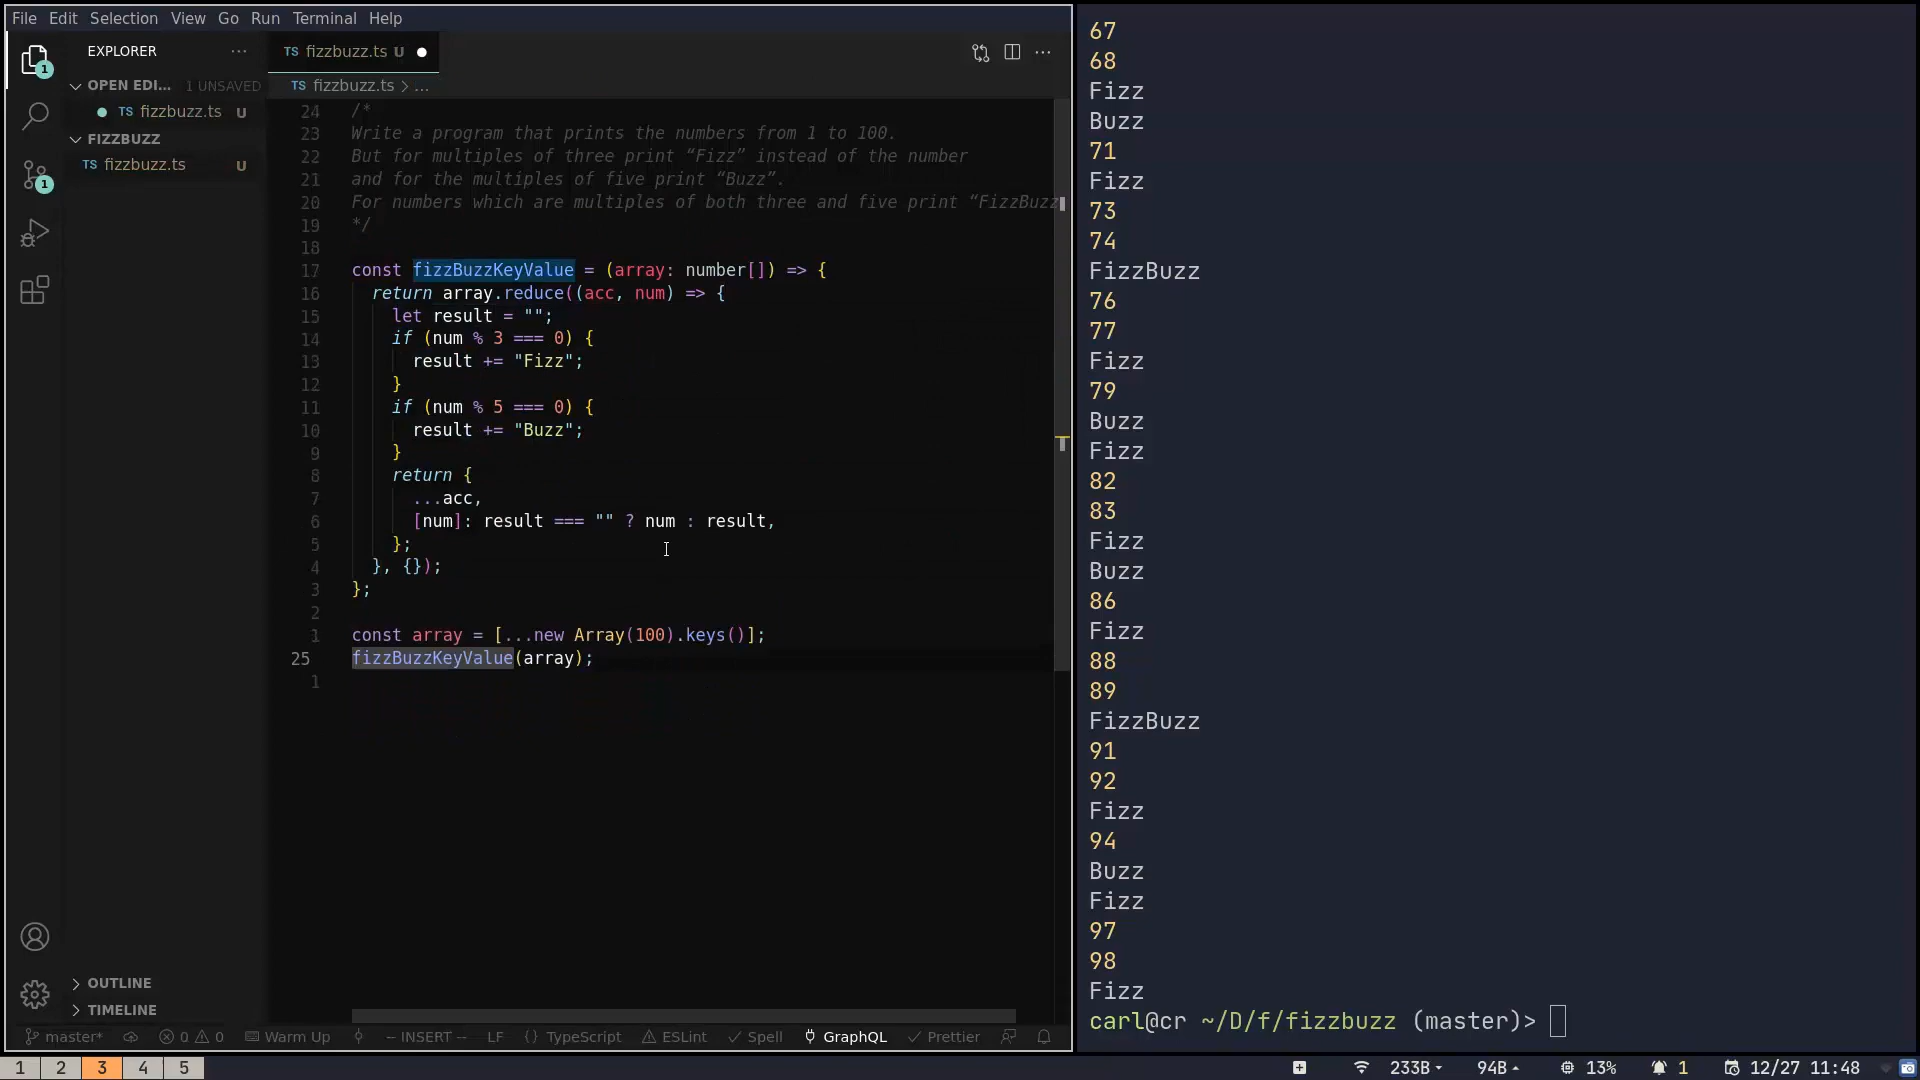 File Edit Selection View Go Run Terminal Help
EXPLORER ···
OPEN EDI... 1 UNSAVED
TS fizzbuzz.ts U
FIZZBUZZ
TS fizzbuzz.ts U
OUTLINE
TIMELINE
1
1
TS fizzbuzz.ts U
TS fizzbuzz.ts > ...
24 /*
23 Write a program that prints the numbers from 1 to 100.
22 But for multiples of three print “Fizz” instead of the number
21 and for the multiples of five print “Buzz”.
20 For numbers which are multiples of both three and five print “FizzBuzz
19 */
18
17 const fizzBuzzKeyValue = (array: number[]) => {
16 return array.reduce((acc, num) => {
15 let result = "";
14 if (num % 3 === 0) {
13 result += "Fizz";
12 }
11 if (num % 5 === 0) {
10 result += "Buzz";
9 }
8 return {
7 ...acc,
6 [num]: result === "" ? num : result,
5 };
4 }, {});
3 };
2
1 const array = [...new Array(100).keys()];
25 fizzBuzzKeyValue(array);
1
master* 0 0 Warm Up -- INSERT -- LF {} TypeScript ESLint Spell GraphQL Prettier
67
68
Fizz
Buzz
71
Fizz
73
74
FizzBuzz
76
77
Fizz
79
Buzz
Fizz
82
83
Fizz
Buzz
86
Fizz
88
89
FizzBuzz
91
92
Fizz
94
Buzz
Fizz
97
98
Fizz
carl@cr ~/D/f/fizzbuzz (master)>
1 2 3 4 5
233B 94B 13% 1 12/27 11:48